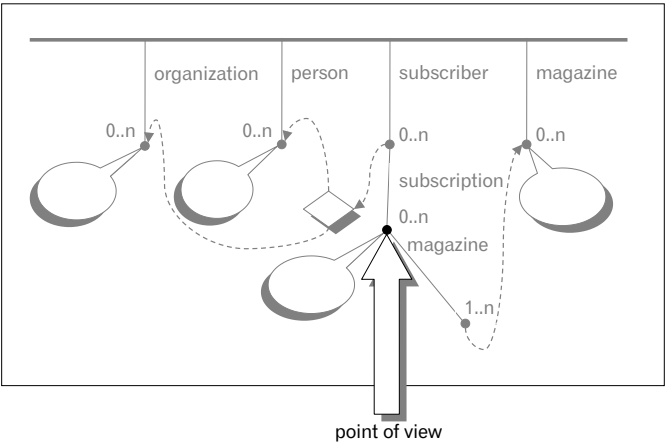 organization
person
subscriber
magazine
0..n
0..n
0..n
0..n
subscription
0..n
magazine
1..n
point of view